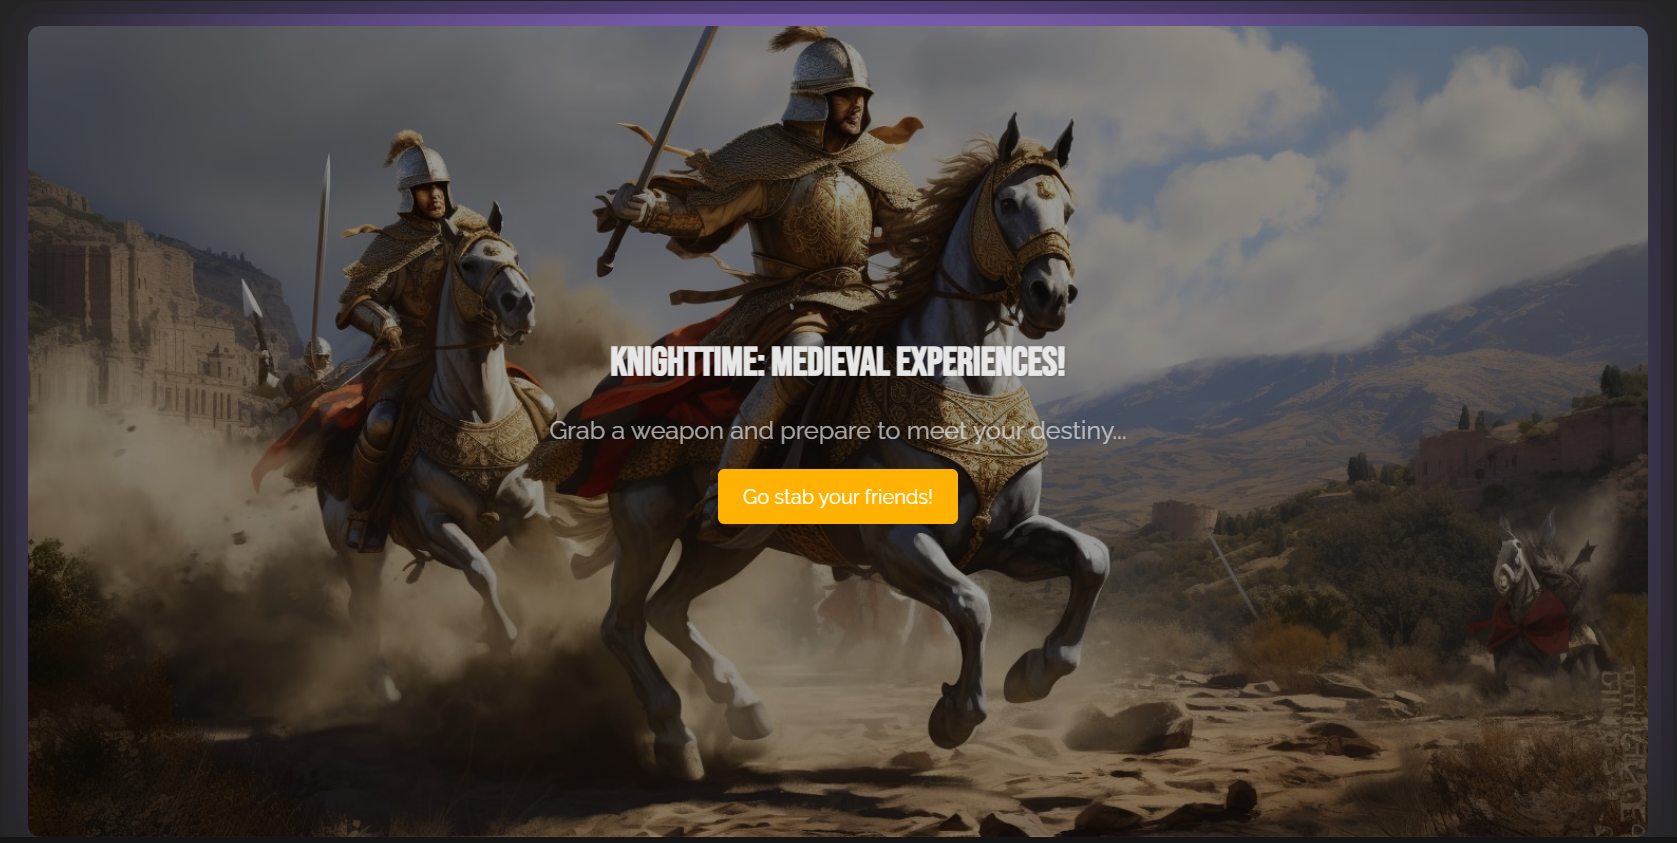 KNIGHTTIME: MEDIEVAL EXPERIENCES!
Grab a weapon and prepare to meet your destiny...
Go stab your friends!